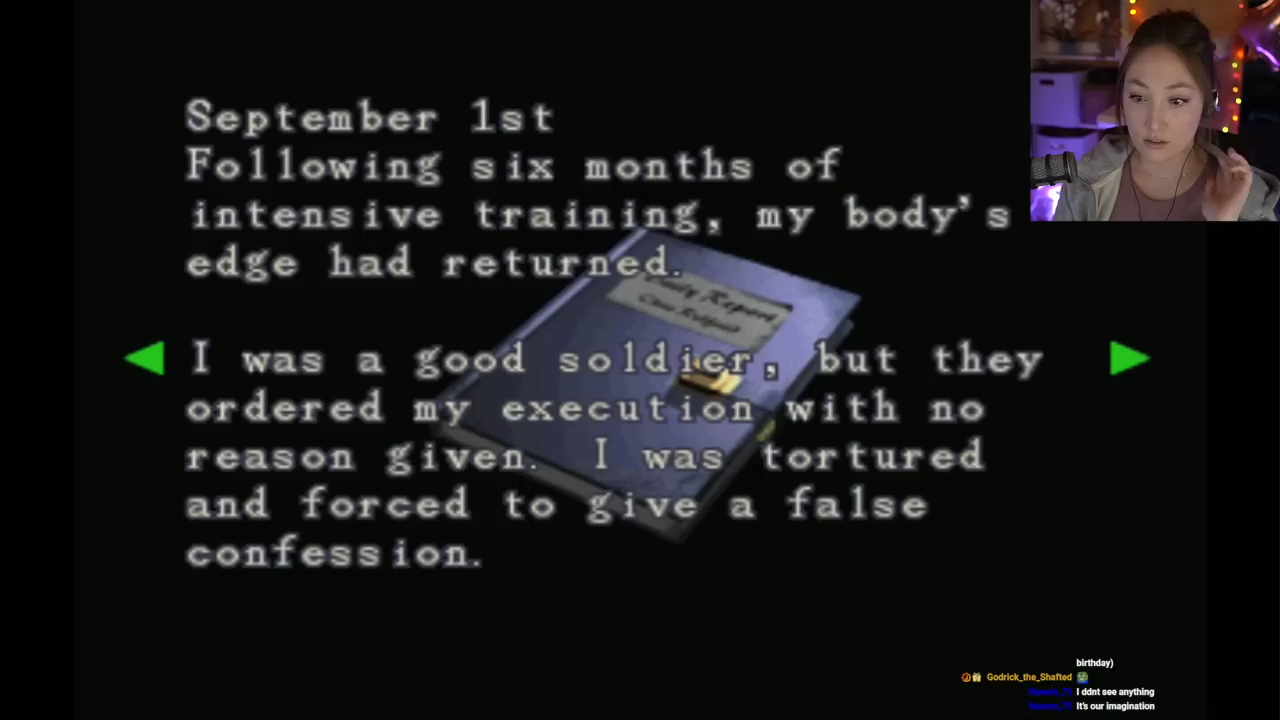 September 1st
Following six months of
intensive training, my body's
edge had returned.
I was a good soldier, but they
ordered my execution with no
reason given. I was tortured
and forced to give a false
confession.
Daily Report
birthday)
Godrick_the_Shafted
I ddnt see anything
It's our imagination